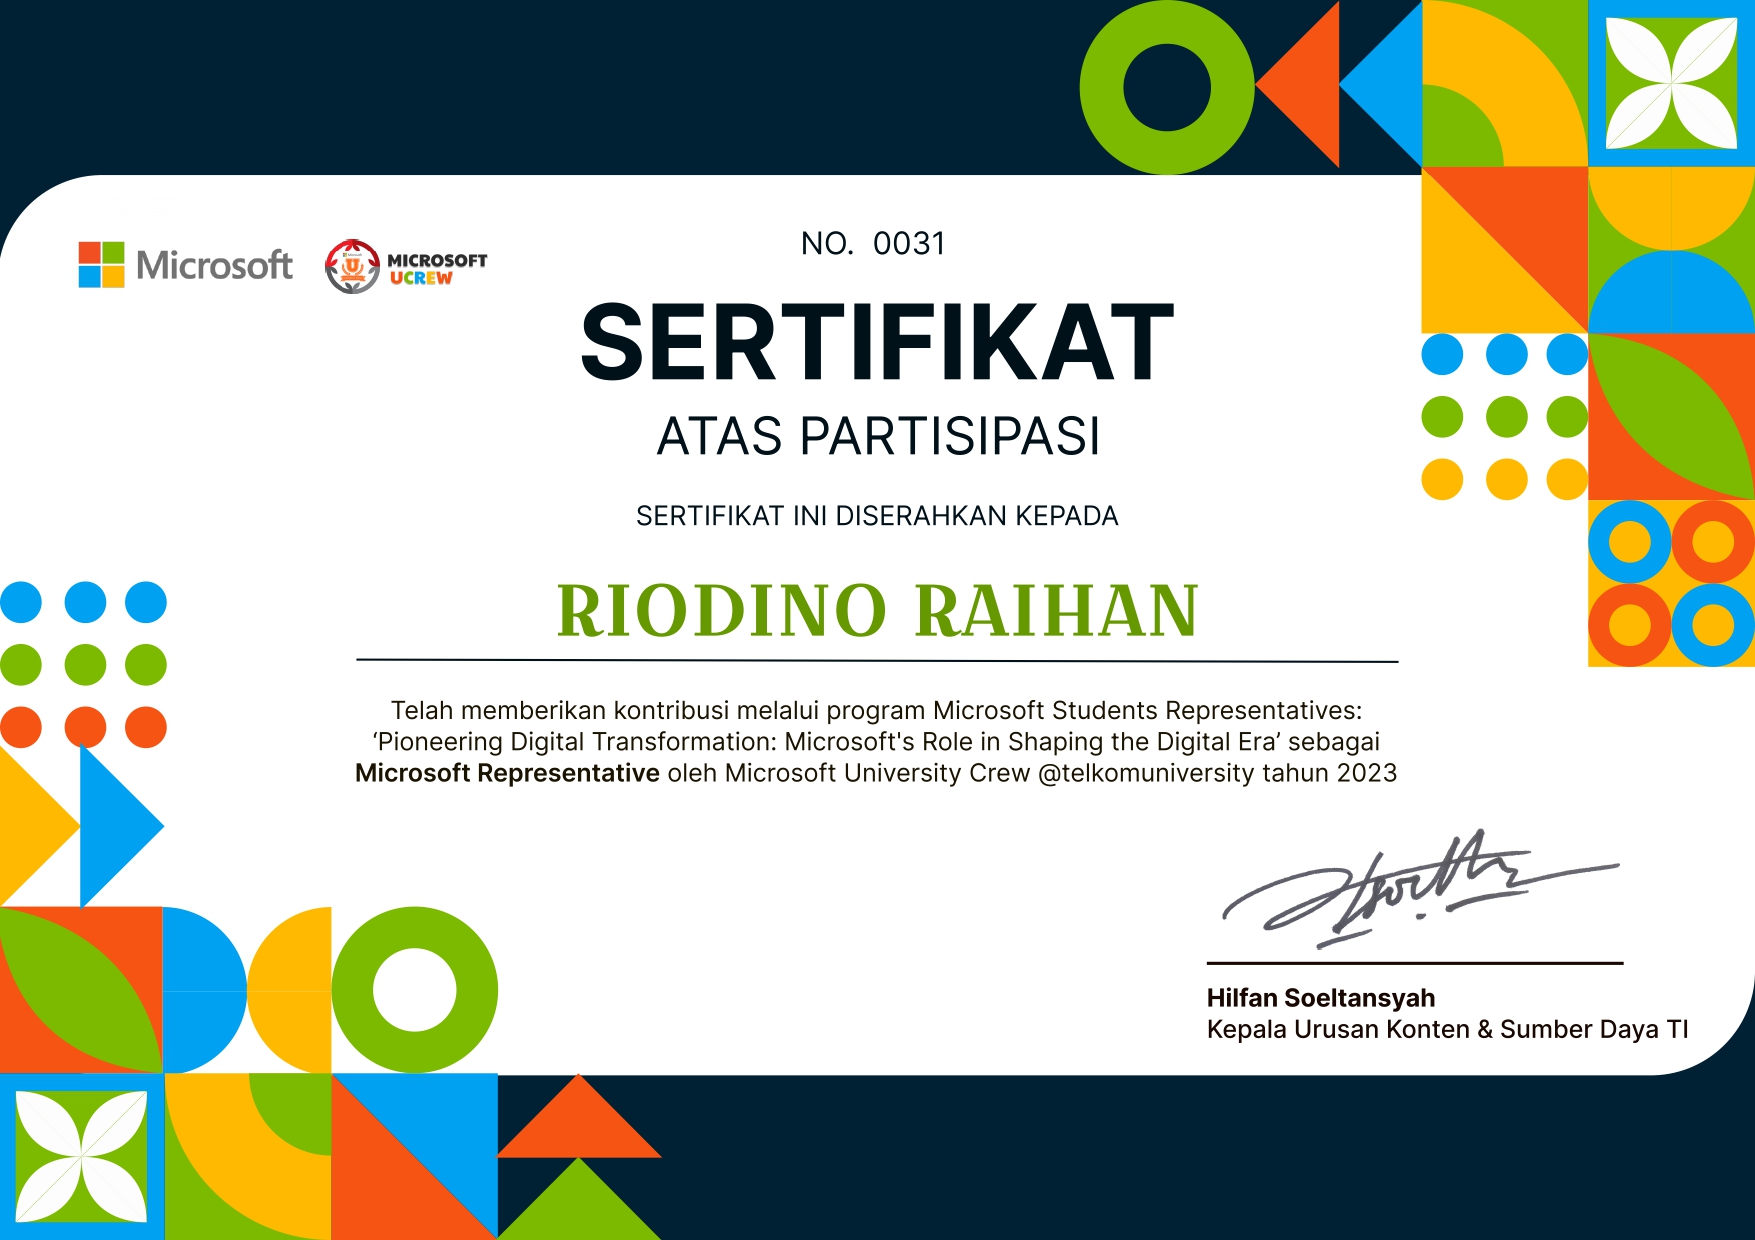 Microsoft
MICROSOFT
UCREW
NO. 0031
SERTIFIKAT
ATAS PARTISIPASI
SERTIFIKAT INI DISERAHKAN KEPADA
RIODINO RAIHAN
Telah memberikan kontribusi melalui program Microsoft Students Representatives:
‘Pioneering Digital Transformation: Microsoft's Role in Shaping the Digital Era’ sebagai
Microsoft Representative oleh Microsoft University Crew @telkomuniversity tahun 2023
Hilfan Soeltansyah
Kepala Urusan Konten & Sumber Daya TI